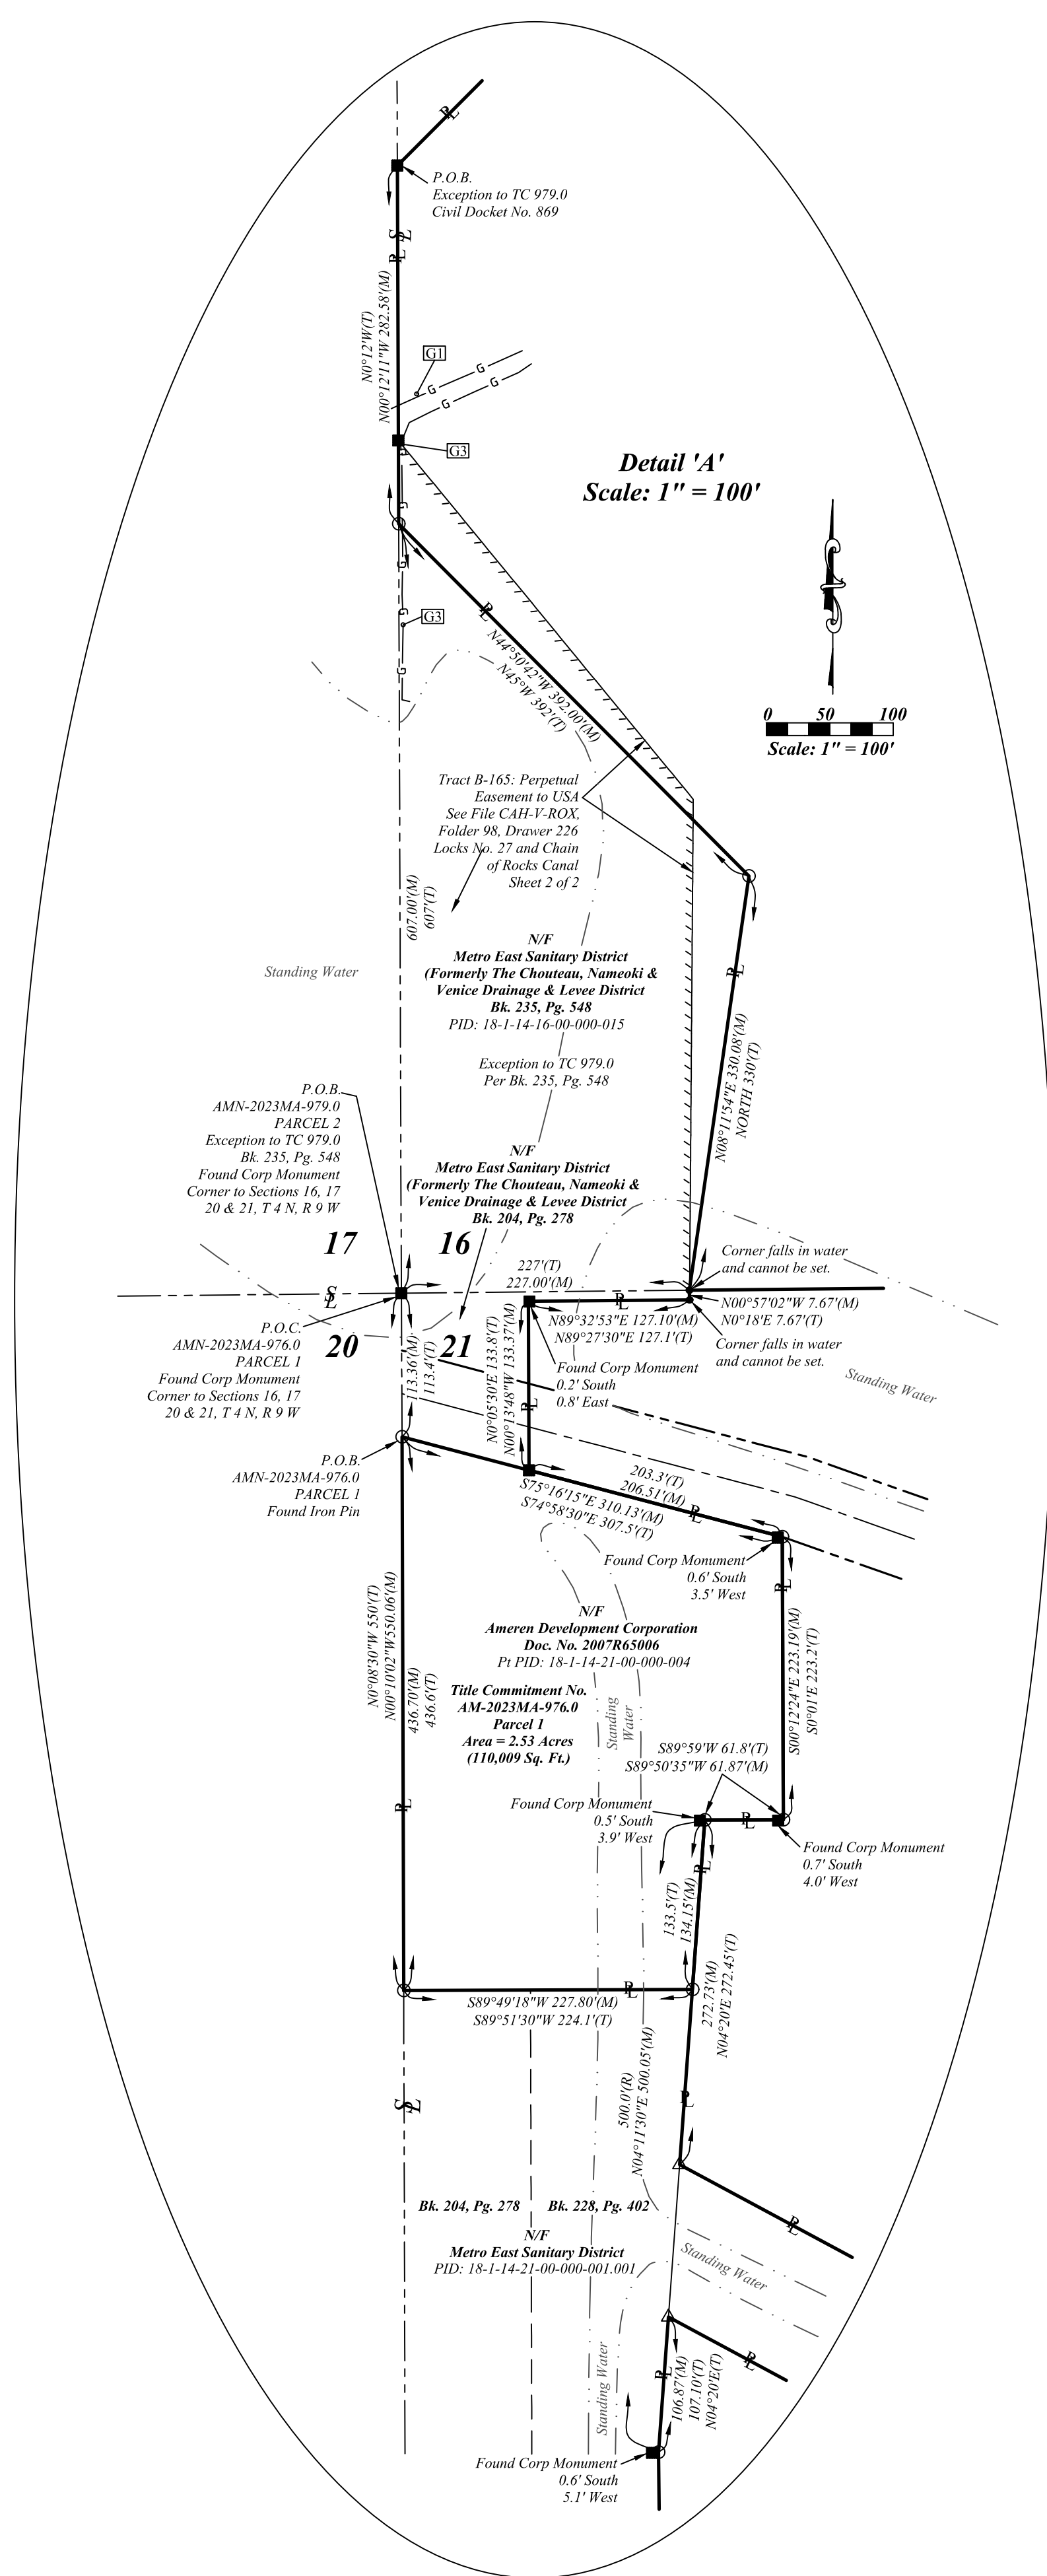 P
L
P.O.B.
Exception to TC 979.0
Civil Docket No. 869
S
L
P
L
N0°12'W(T)
N00°12'11"W 282.58'(M)
G1
G
G
G
G
G3
G
G
G
G
G
G3
Detail 'A'
Scale: 1" = 100'
0 50 100
Scale: 1" = 100'
P
L
N44°50'42"W 392.00'(M)
N45°W 392'(T)
Tract B-165: Perpetual
Easement to USA
See File CAH-V-ROX,
Folder 98, Drawer 226
Locks No. 27 and Chain
of Rocks Canal
Sheet 2 of 2
607.00'(M)
607'(T)
N/F
Metro East Sanitary District
(Formerly The Chouteau, Nameoki &
Venice Drainage & Levee District
Bk. 235, Pg. 548
PID: 18-1-14-16-00-000-015
Standing Water
P
L
N08°11'54"E 330.08'(M)
NORTH 330'(T)
Exception to TC 979.0
Per Bk. 235, Pg. 548
P.O.B.
AMN-2023MA-979.0
PARCEL 2
Exception to TC 979.0
Bk. 235, Pg. 548
Found Corp Monument
Corner to Sections 16, 17
20 & 21, T 4 N, R 9 W
N/F
Metro East Sanitary District
(Formerly The Chouteau, Nameoki &
Venice Drainage & Levee District
Bk. 204, Pg. 278
17
16
20
21
S
L
227'(T)
227.00'(M)
P
L
Corner falls in water
and cannot be set.
N00°57'02"W 7.67'(M)
N0°18'E 7.67'(T)
Corner falls in water
and cannot be set.
N89°32'53"E 127.10'(M)
N89°27'30"E 127.1'(T)
P.O.C.
AMN-2023MA-976.0
PARCEL 1
Found Corp Monument
Corner to Sections 16, 17
20 & 21, T 4 N, R 9 W
113.36'(M)
113.4'(T)
N0°05'30"E 133.8'(T)
N00°13'48"W 133.37'(M)
P
L
Found Corp Monument
0.2' South
0.8' East
Standing Water
P.O.B.
AMN-2023MA-976.0
PARCEL 1
Found Iron Pin
203.3'(T)
206.51'(M)
P
L
S75°16'15"E 310.13'(M)
S74°58'30"E 307.5'(T)
Found Corp Monument
0.6' South
3.5' West
P
L
N/F
Ameren Development Corporation
Doc. No. 2007R65006
Pt PID: 18-1-14-21-00-000-004
N0°08'30"W 550'(T)
N00°10'02"W550.06'(M)
436.70'(M)
436.6'(T)
Title Commitment No.
AM-2023MA-976.0
Parcel 1
Area = 2.53 Acres
(110,009 Sq. Ft.)
Standing
Water
S00°12'24"E 223.19'(M)
S0°01'E 223.2'(T)
S89°59'W 61.8'(T)
S89°50'35"W 61.87'(M)
P
L
Found Corp Monument
0.5' South
3.9' West
P
L
Found Corp Monument
0.7' South
4.0' West
P
L
133.5'(T)
134.15'(M)
272.73'(M)
N04°20'E 272.45'(T)
P
L
S89°49'18"W 227.80'(M)
S89°51'30"W 224.1'(T)
S
L
500.0'(R)
N04°11'30"E 500.05'(M)
P
L
Bk. 204, Pg. 278
Bk. 228, Pg. 402
P
L
N/F
Metro East Sanitary District
PID: 18-1-14-21-00-000-001.001
Standing Water
Standing Water
P
L
P
L
106.87'(M)
107.10'(T)
N04°20'E(T)
Found Corp Monument
0.6' South
5.1' West